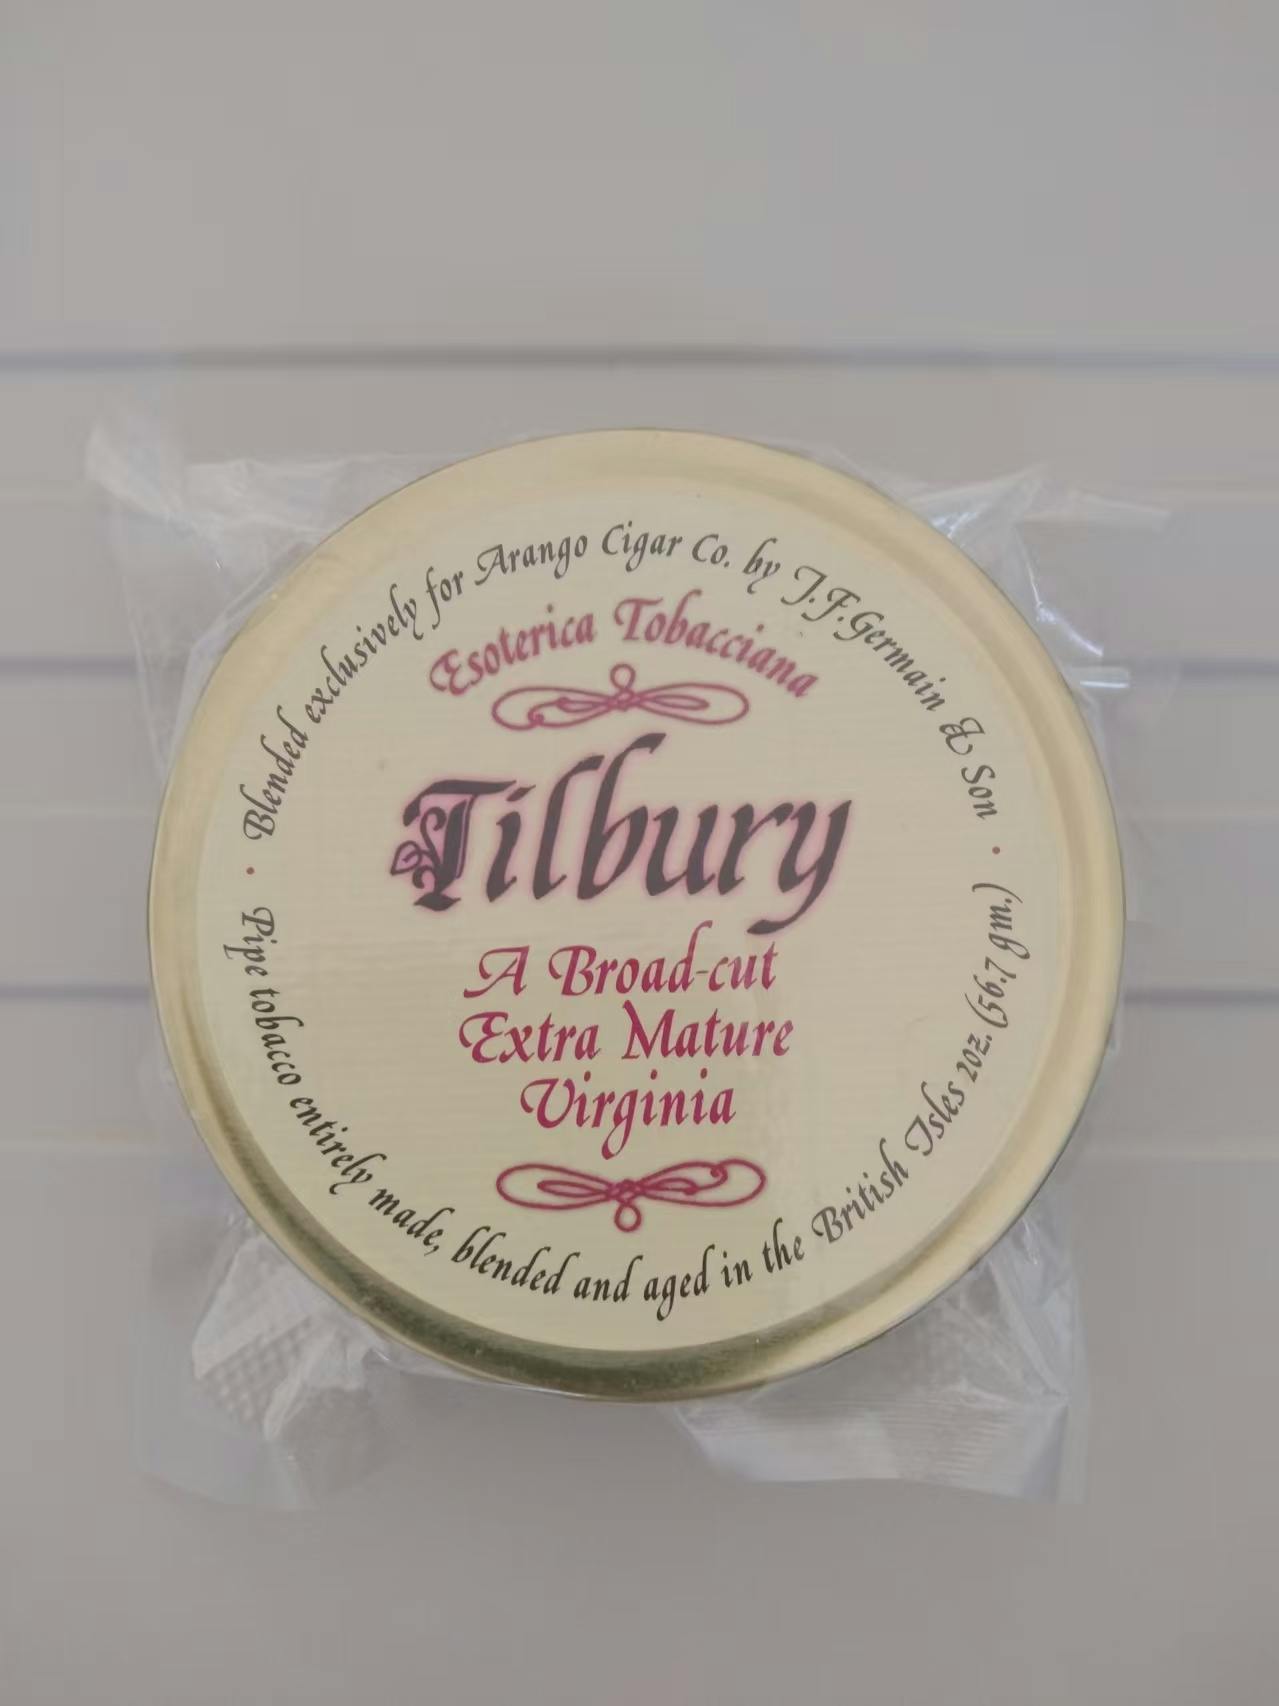 Blended exclusively for Arango Cigar Co. by J.F.Germain & Son
Esoterica Tobacciana
Tilbury
A Broad-cut
Extra Mature
Virginia
Pipe tobacco entirely made, blended and aged in the British Isles 2oz. (56.7 gm.)